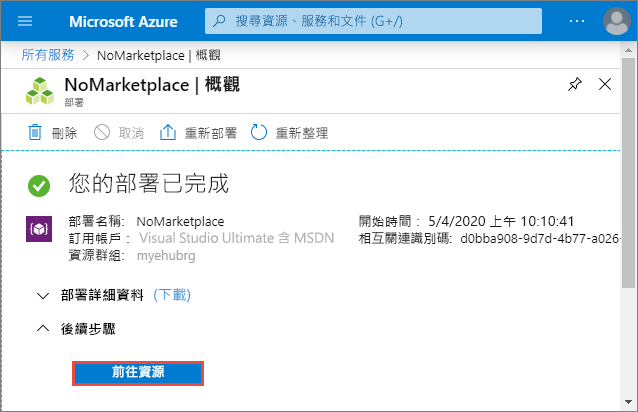 Microsoft Azure
搜尋資源、服務和文件 (G+/)
所有服務 > NoMarketplace | 概觀
NoMarketplace | 概觀
部署
刪除 取消 重新部署 重新整理
您的部署已完成
部署名稱: NoMarketplace 開始時間： 5/4/2020 上午 10:10:41
訂用帳戶： Visual Studio Ultimate 含 MSDN 相互關連識別碼: d0bba908-9d7d-4b77-a026-
資源群組: myehubrg
部署詳細資料 (下載)
後續步驟
前往資源